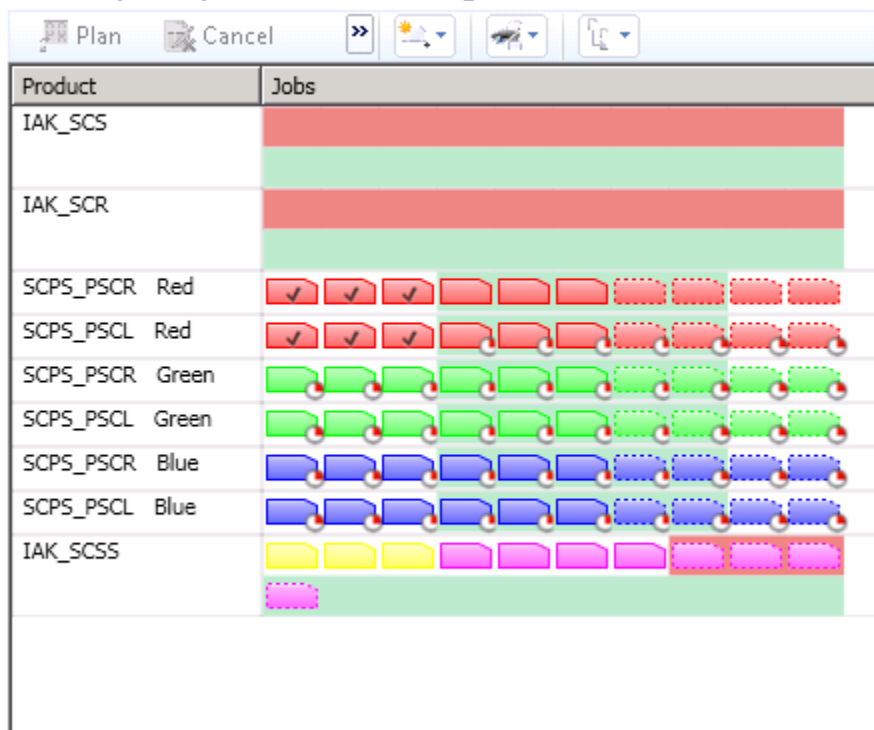 Plan Cancel »
Product Jobs
IAK_SCS
IAK_SCR
SCPS_PSCR Red
SCPS_PSCL Red
SCPS_PSCR Green
SCPS_PSCL Green
SCPS_PSCR Blue
SCPS_PSCL Blue
IAK_SCSS